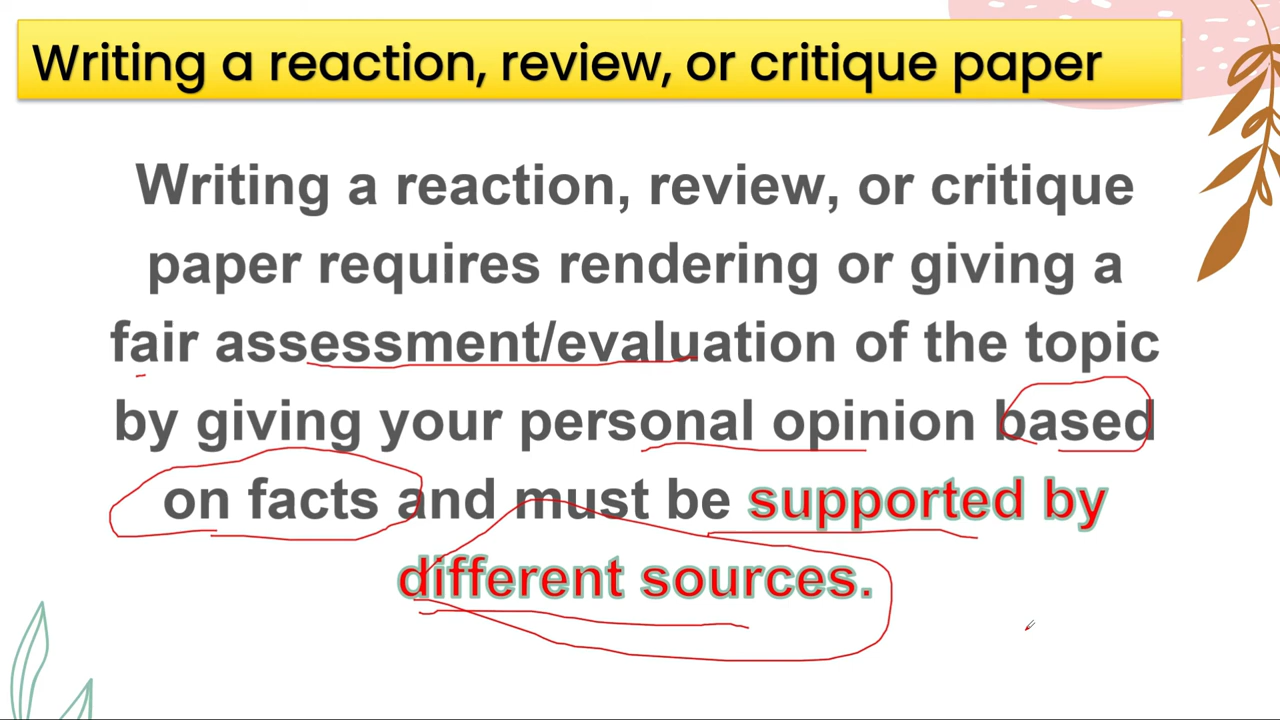 Writing a reaction, review, or critique paper
Writing a reaction, review, or critique
paper requires rendering or giving a
fair assessment/evaluation of the topic
by giving your personal opinion based
on facts and must be supported by
different sources.